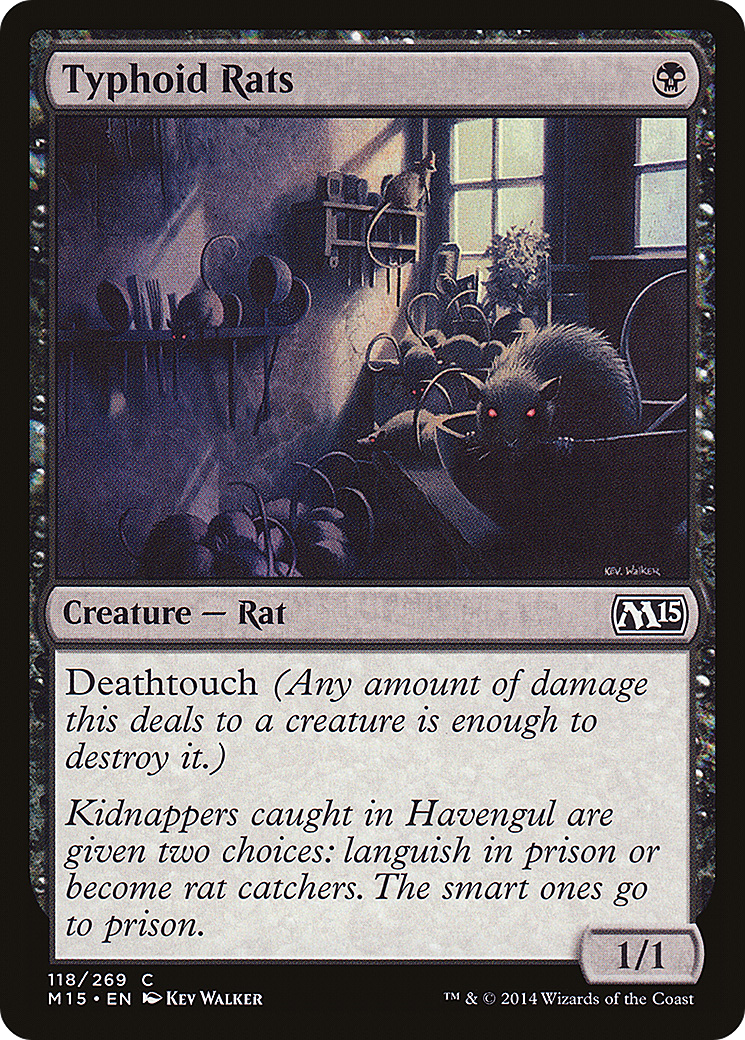 Typhoid Rats
KEV. WALKER
Creature — Rat
M15
Deathtouch (Any amount of damage
this deals to a creature is enough to
destroy it.)
Kidnappers caught in Havengul are
given two choices: languish in prison or
become rat catchers. The smart ones go
to prison.
1/1
118/269 C
M15 • EN Kev Walker
™ & © 2014 Wizards of the Coast